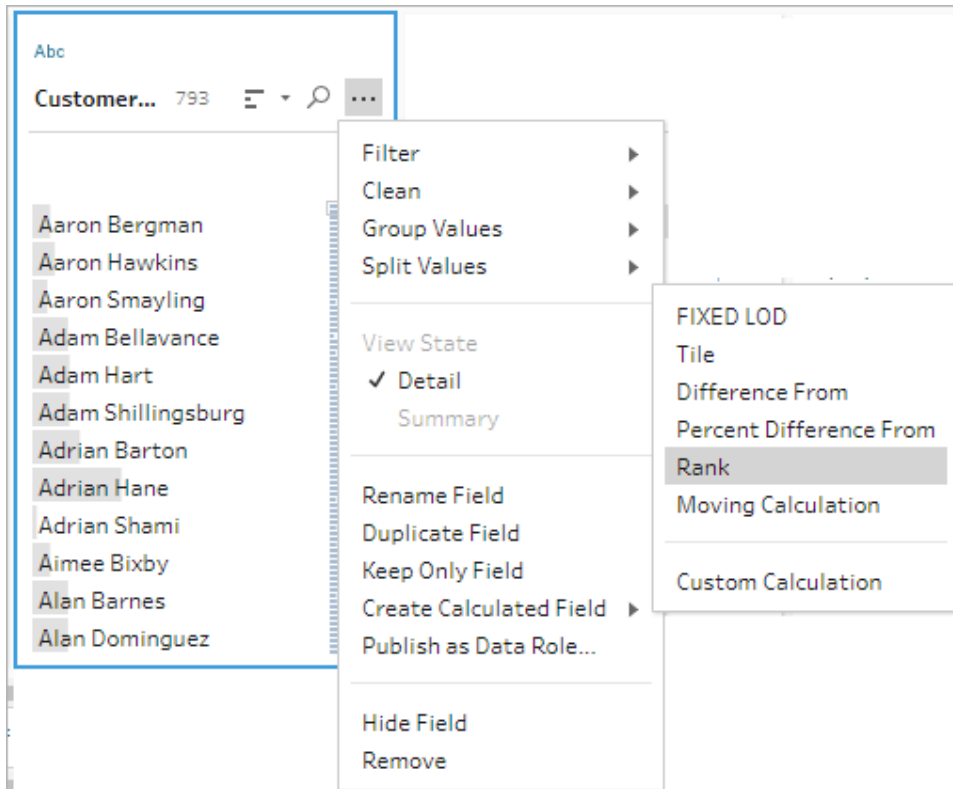 Abc
Customer... 793
Aaron Bergman
Aaron Hawkins
Aaron Smayling
Adam Bellavance
Adam Hart
Adam Shillingsburg
Adrian Barton
Adrian Hane
Adrian Shami
Aimee Bixby
Alan Barnes
Alan Dominguez
Filter
Clean
Group Values
Split Values
View State
Detail
Summary
Rename Field
Duplicate Field
Keep Only Field
Create Calculated Field
Publish as Data Role...
Hide Field
Remove
FIXED LOD
Tile
Difference From
Percent Difference From
Rank
Moving Calculation
Custom Calculation